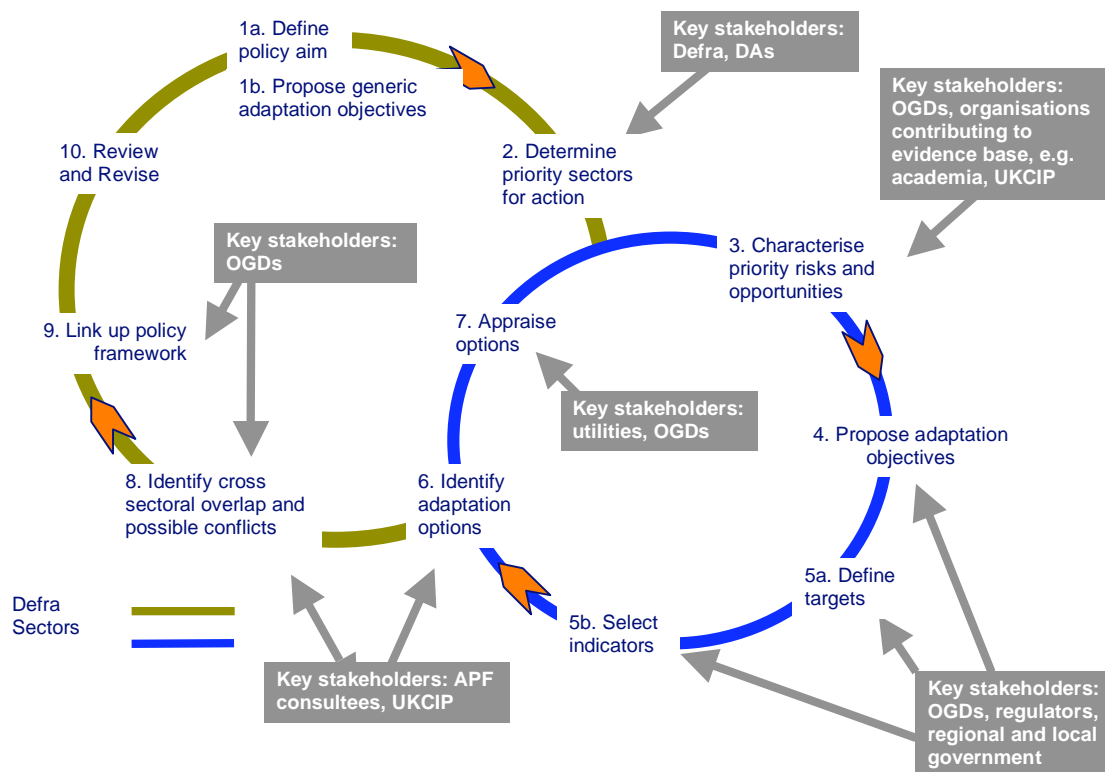 1a. Define
policy aim
1b. Propose generic
adaptation objectives
Key stakeholders:
Defra, DAs
Key stakeholders:
OGDs, organisations
contributing to
evidence base, e.g.
academia, UKCIP
2. Determine
priority sectors
for action
10. Review
and Revise
Key stakeholders:
OGDs
3. Characterise
priority risks and
opportunities
9. Link up policy
framework
7. Appraise
options
Key stakeholders:
utilities, OGDs
4. Propose adaptation
objectives
8. Identify cross
sectoral overlap and
possible conflicts
6. Identify
adaptation
options
5a. Define
targets
5b. Select
indicators
Defra
Sectors
Key stakeholders: APF
consultees, UKCIP
Key stakeholders:
OGDs, regulators,
regional and local
government